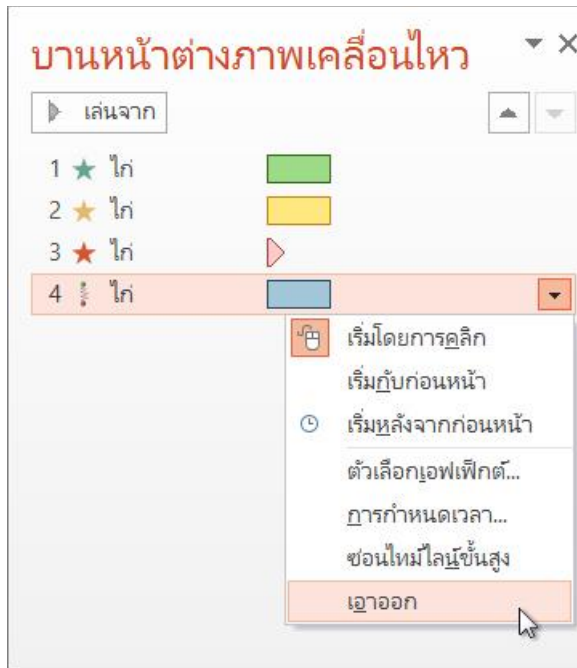 บานหน้าต่างภาพเคลื่อนไหว
เล่นจาก
1 ไก่
2 ไก่
3 ไก่
4 ไก่
เริ่มโดยการคลิก
เริ่มกับก่อนหน้า
เริ่มหลังจากก่อนหน้า
ตัวเลือกเอฟเฟ็กต์...
การกำหนดเวลา...
ซ่อนไทม์ไลน์ขั้นสูง
เอาออก